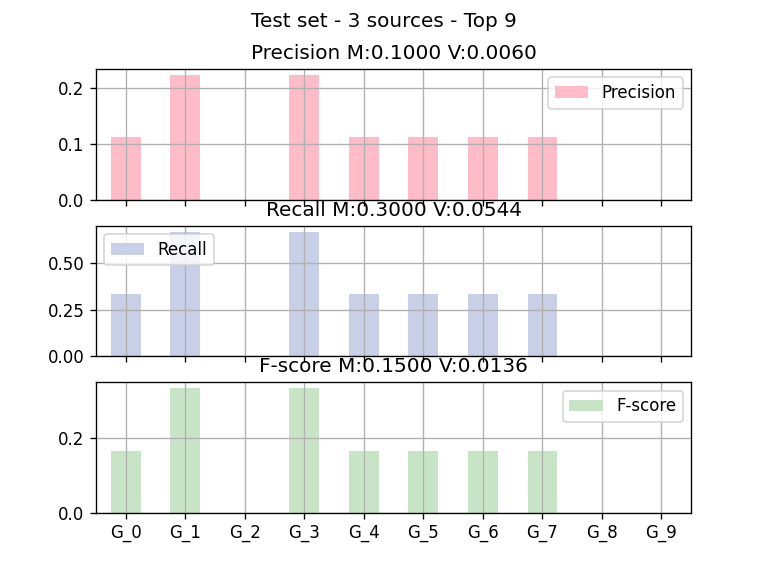 Test set - 3 sources - Top 9
Precision M:0.1000 V:0.0060
0.2
0.1
0.0
Precision
Recall M:0.3000 V:0.0544
0.50
0.25
0.00
Recall
F-score M:0.1500 V:0.0136
0.2
0.0
F-score
G_0 G_1 G_2 G_3 G_4 G_5 G_6 G_7 G_8 G_9